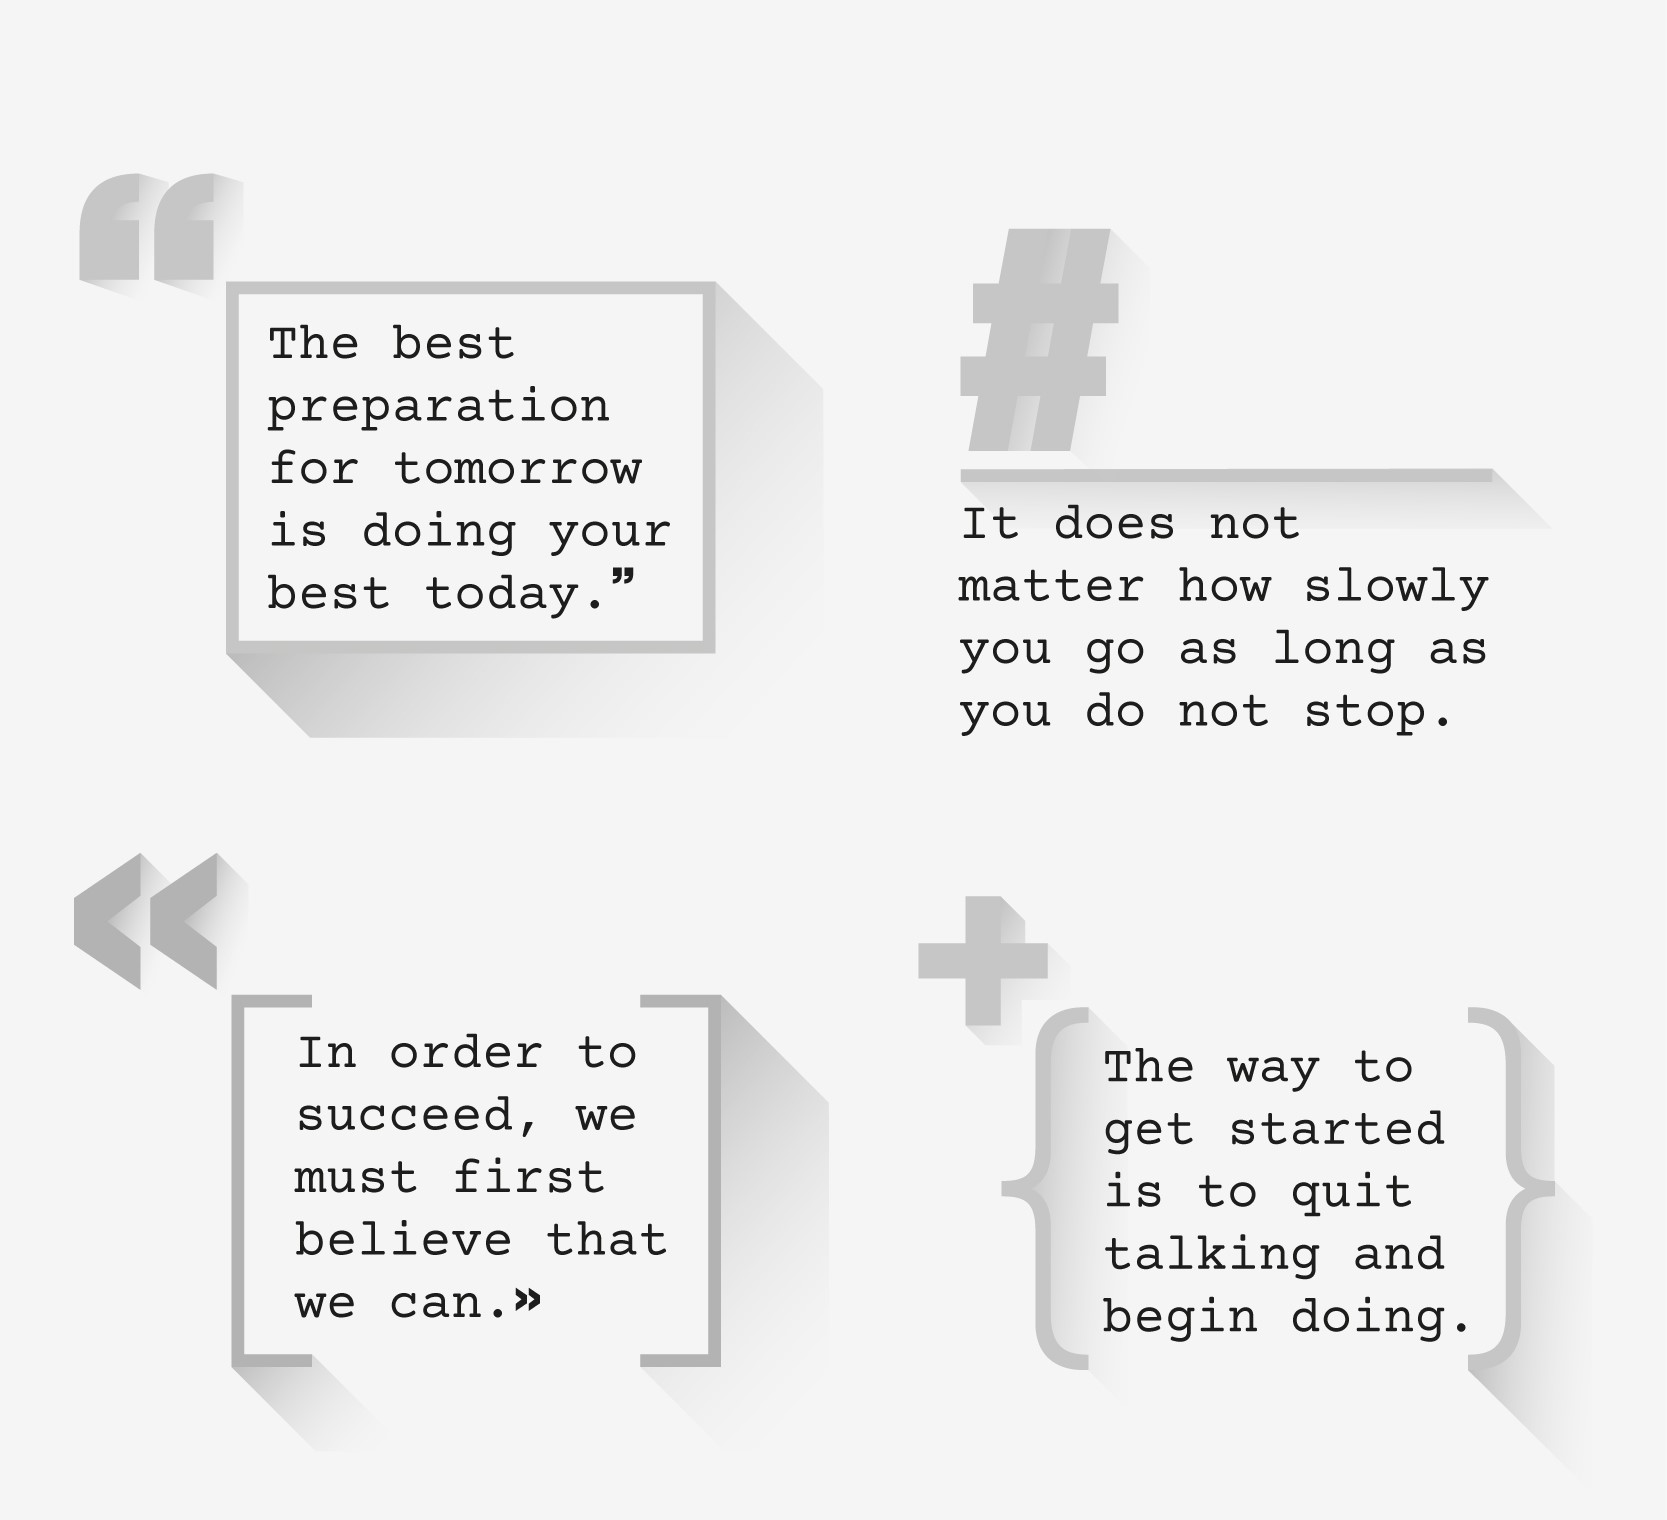 “
The best
preparation
for tomorrow
is doing your
best today.”
#
It does not
matter how slowly
you go as long as
you do not stop.
«
In order to
succeed, we
must first
believe that
we can.»
+
{
The way to
get started
is to quit
talking and
begin doing.
}